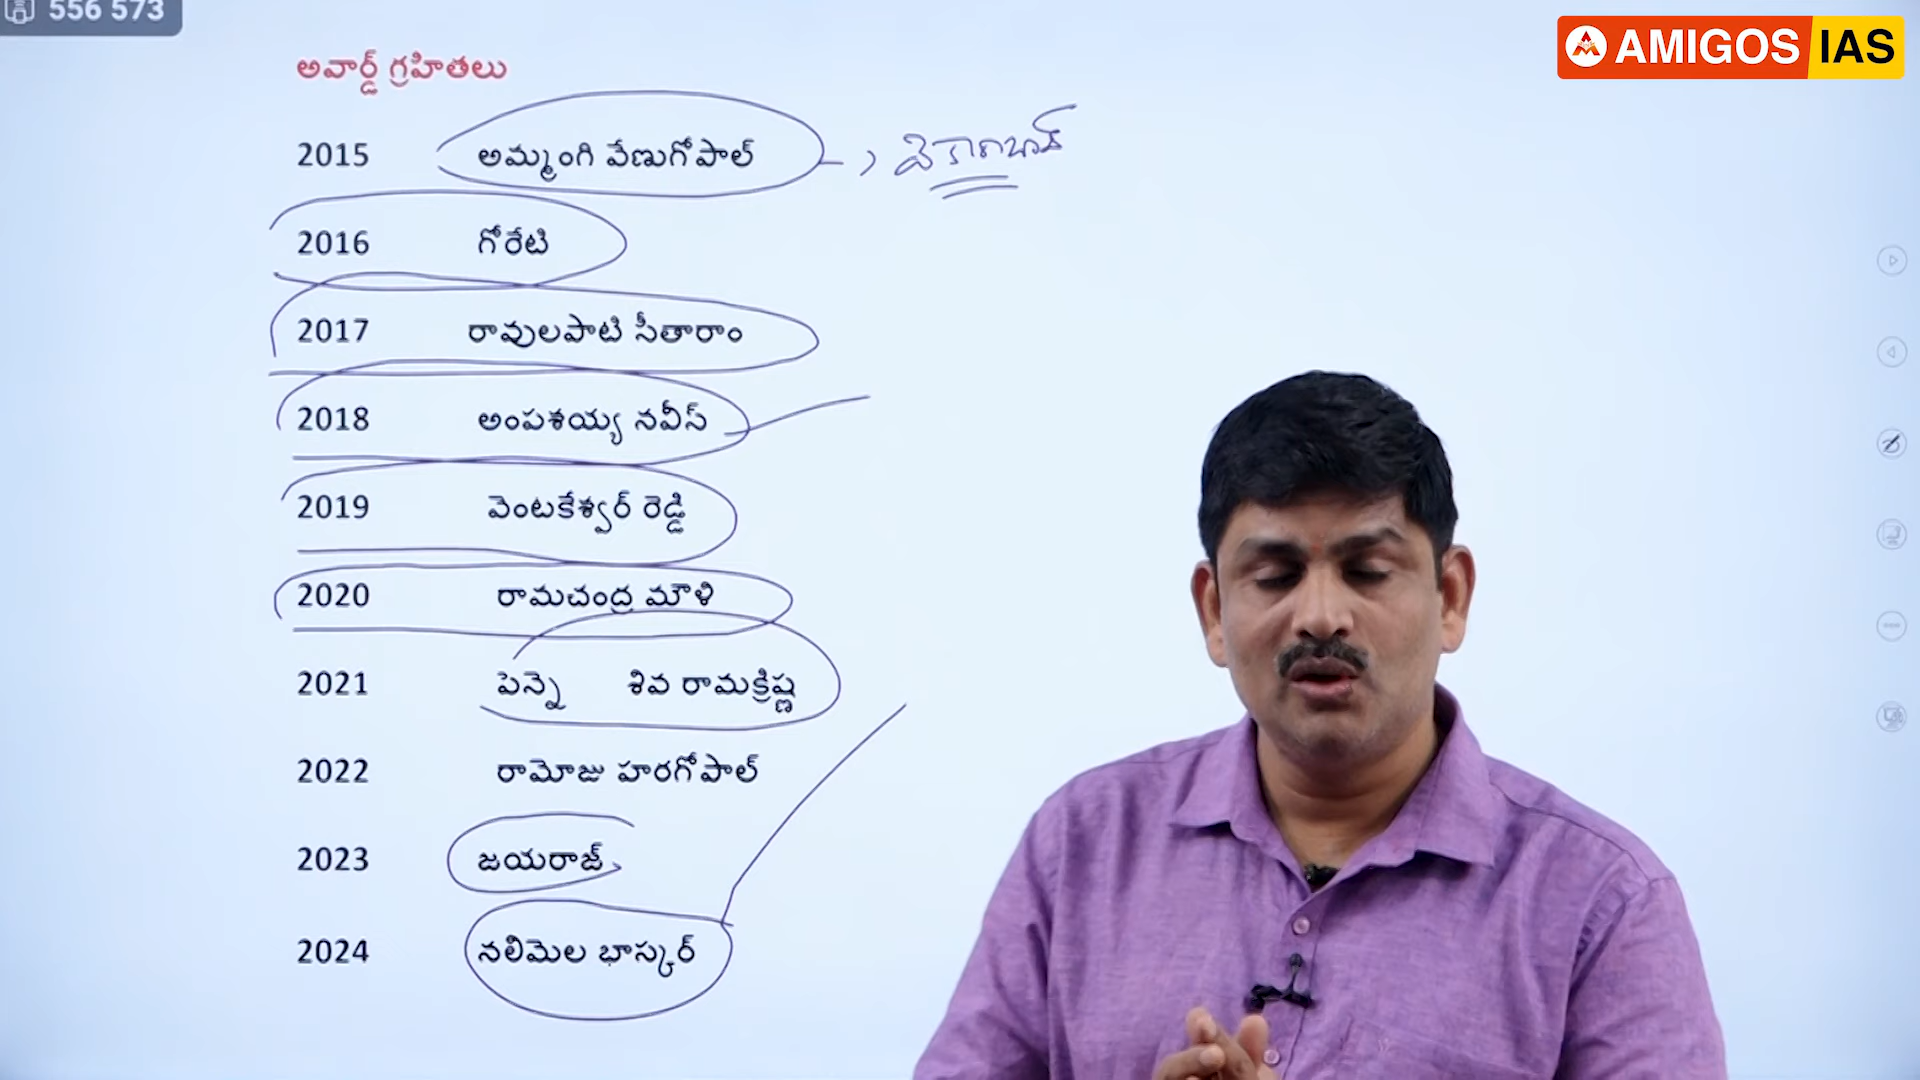 556 573
AMIGOS IAS
అవార్డ్ గ్రహితలు
2015 అమ్మంగి వేణుగోపాల్ వికారాబాద్
2016 గోరేటి
2017 రావులపాటి సీతారాం
2018 అంపశయ్య నవీస్
2019 వెంటకేశ్వర్ రెడ్డి
2020 రామచంద్ర మౌళి
2021 పెన్నె శివ రామక్రిష్ణ
2022 రామోజు హరగోపాల్
2023 జయరాజ్
2024 నలిమెల భాస్కర్